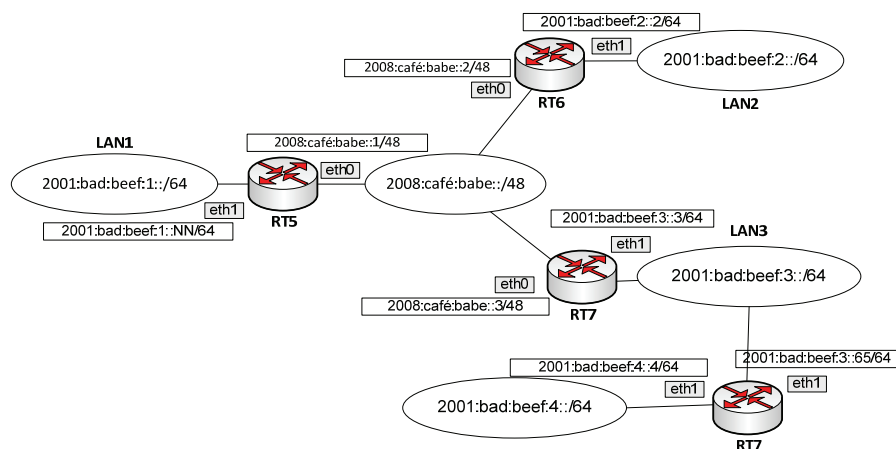 2001:bad:beef:2::2/64
eth1
2008:café:babe::2/48
2001:bad:beef:2::/64
eth0
RT6
LAN2
LAN1
2008:café:babe::1/48
eth0
2001:bad:beef:1::/64
2008:café:babe::/48
eth1
2001:bad:beef:3::3/64
RT5
LAN3
2001:bad:beef:1::NN/64
eth1
2001:bad:beef:3::/64
eth0
2008:café:babe::3/48
RT7
2001:bad:beef:3::65/64
2001:bad:beef:4::4/64
eth1
eth1
2001:bad:beef:4::/64
RT7